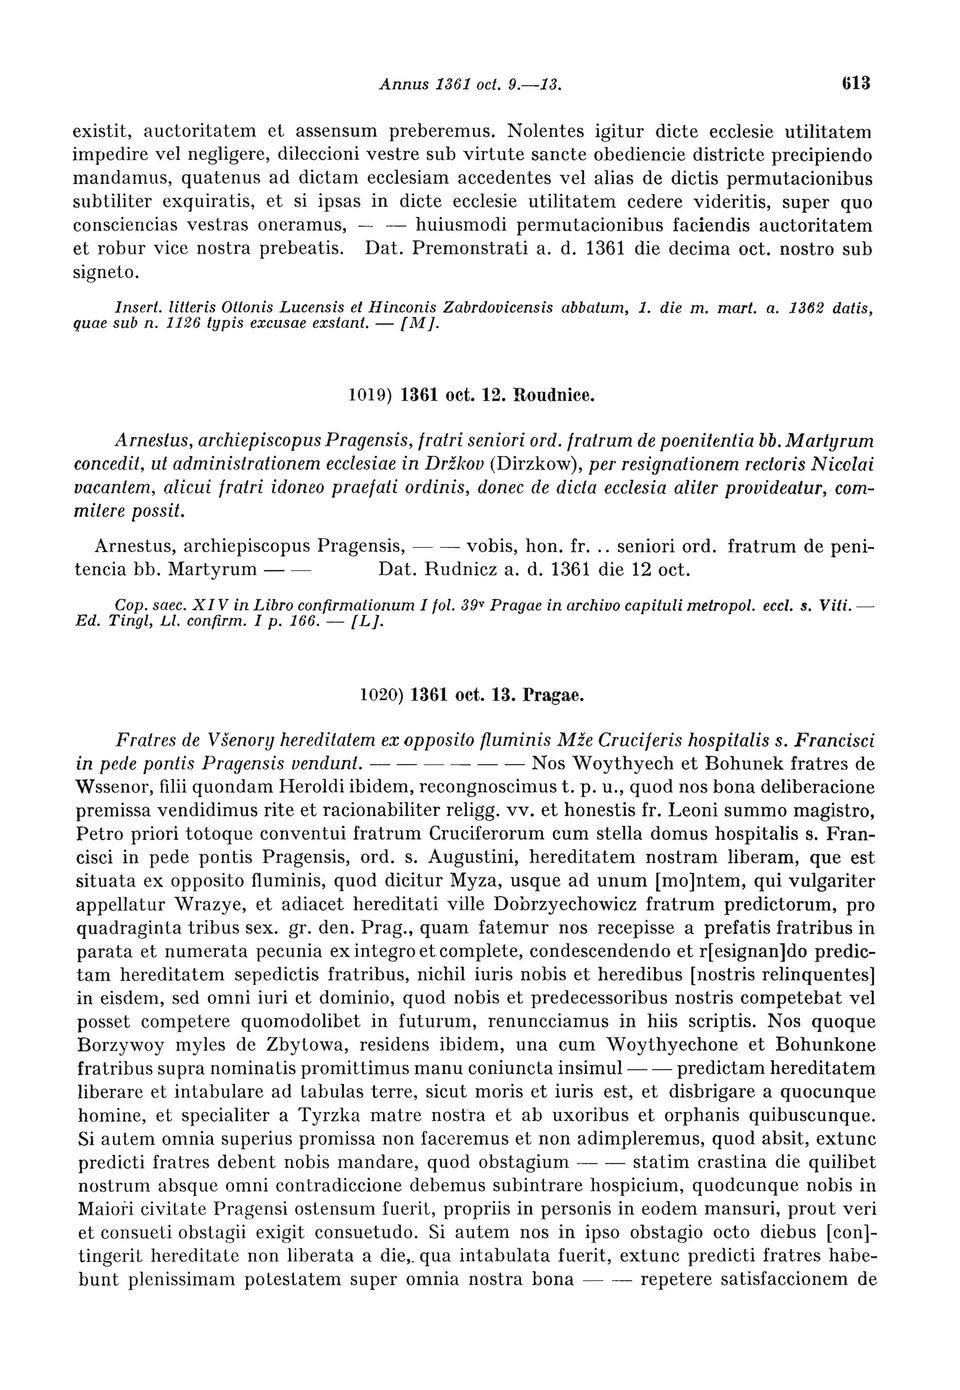 Annus 1361 oct. 9.—13. 613
existit, auctoritatem et assensum preberemus. Nolentes igitur dicte ecclesie utilitatem
impedire vel negligere, dileccioni vestre sub virtute sancte obediencie districte precipiendo
mandamus, quatenus ad dictam ecclesiam accedentes vel alias de dictis permutacionibus
subtiliter exquiratis, et si ipsas in dicte ecclesie utilitatem cedere videritis, super quo
consciencias vestras oneramus, — — huiusmodi permutacionibus faciendis auctoritatem
et robur vice nostra prebeatis. Dat. Premonstrati a. d. 1361 die decima oct. nostro sub
signeto.
Insert. litteris Ottonis Lucensis et Hinconis Zabrdovicensis abbatum, 1. die m. mart. a. 1362 datis,
quae sub n. 1126 typis excusae exstant. — [M].
1019) 1361 oct. 12. Roudnice.
Arnestus, archiepiscopus Pragensis, fratri seniori ord. fratrum de poenitentia bb. Martyrum
concedit, ut administrationem ecclesiae in Držkov (Dirzkow), per resignationem rectoris Nicolai
vacantem, alicui fratri idoneo praefati ordinis, donec de dicta ecclesia aliter provideatur, com-
mitere possit.
Arnestus, archiepiscopus Pragensis, — — vobis, hon. fr. .. seniori ord. fratrum de peni-
tencia bb. Martyrum — — Dat. Rudnicz a. d. 1361 die 12 oct.
Cop. saec. XIV in Libro confirmationum I fol. 39v Pragae in archivo capituli metropol. eccl. s. Viti. —
Ed. Tingl, Ll. confirm. I p. 166. — [L].
1020) 1361 oct. 13. Pragae.
Fratres de Všenory hereditatem ex opposito fluminis Mže Cruciferis hospitalis s. Francisci
in pede pontis Pragensis vendunt. — — — — — — Nos Woythyech et Bohunek fratres de
Wssenor, filii quondam Heroldi ibidem, recongnoscimus t. p. u., quod nos bona deliberacione
premissa vendidimus rite et racionabiliter religg. vv. et honestis fr. Leoni summo magistro,
Petro priori totoque conventui fratrum Cruciferorum cum stella domus hospitalis s. Fran-
cisci in pede pontis Pragensis, ord. s. Augustini, hereditatem nostram liberam, que est
situata ex opposito fluminis, quod dicitur Myza, usque ad unum [mo]ntem, qui vulgariter
appellatur Wrazye, et adiacet hereditati ville Dobrzyechowicz fratrum predictorum, pro
quadraginta tribus sex. gr. den. Prag., quam fatemur nos recepisse a prefatis fratribus in
parata et numerata pecunia ex integro et complete, condescendendo et r[esignan]do predic-
tam hereditatem sepedictis fratribus, nichil iuris nobis et heredibus [nostris relinquentes]
in eisdem, sed omni iuri et dominio, quod nobis et predecessoribus nostris competebat vel
posset competere quomodolibet in futurum, renuncciamus in hiis scriptis. Nos quoque
Borzywoy myles de Zbytowa, residens ibidem, una cum Woythyechone et Bohunkone
fratribus supra nominatis promittimus manu coniuncta insimul — — predictam hereditatem
liberare et intabulare ad tabulas terre, sicut moris et iuris est, et disbrigare a quocunque
homine, et specialiter a Tyrzka matre nostra et ab uxoribus et orphanis quibuscunque.
Si autem omnia superius promissa non faceremus et non adimpleremus, quod absit, extunc
predicti fratres debent nobis mandare, quod obstagium — — statim crastina die quilibet
nostrum absque omni contradiccione debemus subintrare hospicium, quodcunque nobis in
Maiori civitate Pragensi ostensum fuerit, propriis in personis in eodem mansuri, prout veri
et consueti obstagii exigit consuetudo. Si autem nos in ipso obstagio octo diebus [con]-
tingerit hereditate non liberata a die, qua intabulata fuerit, extunc predicti fratres habe-
bunt plenissimam potestatem super omnia nostra bona — — repetere satisfaccionem de